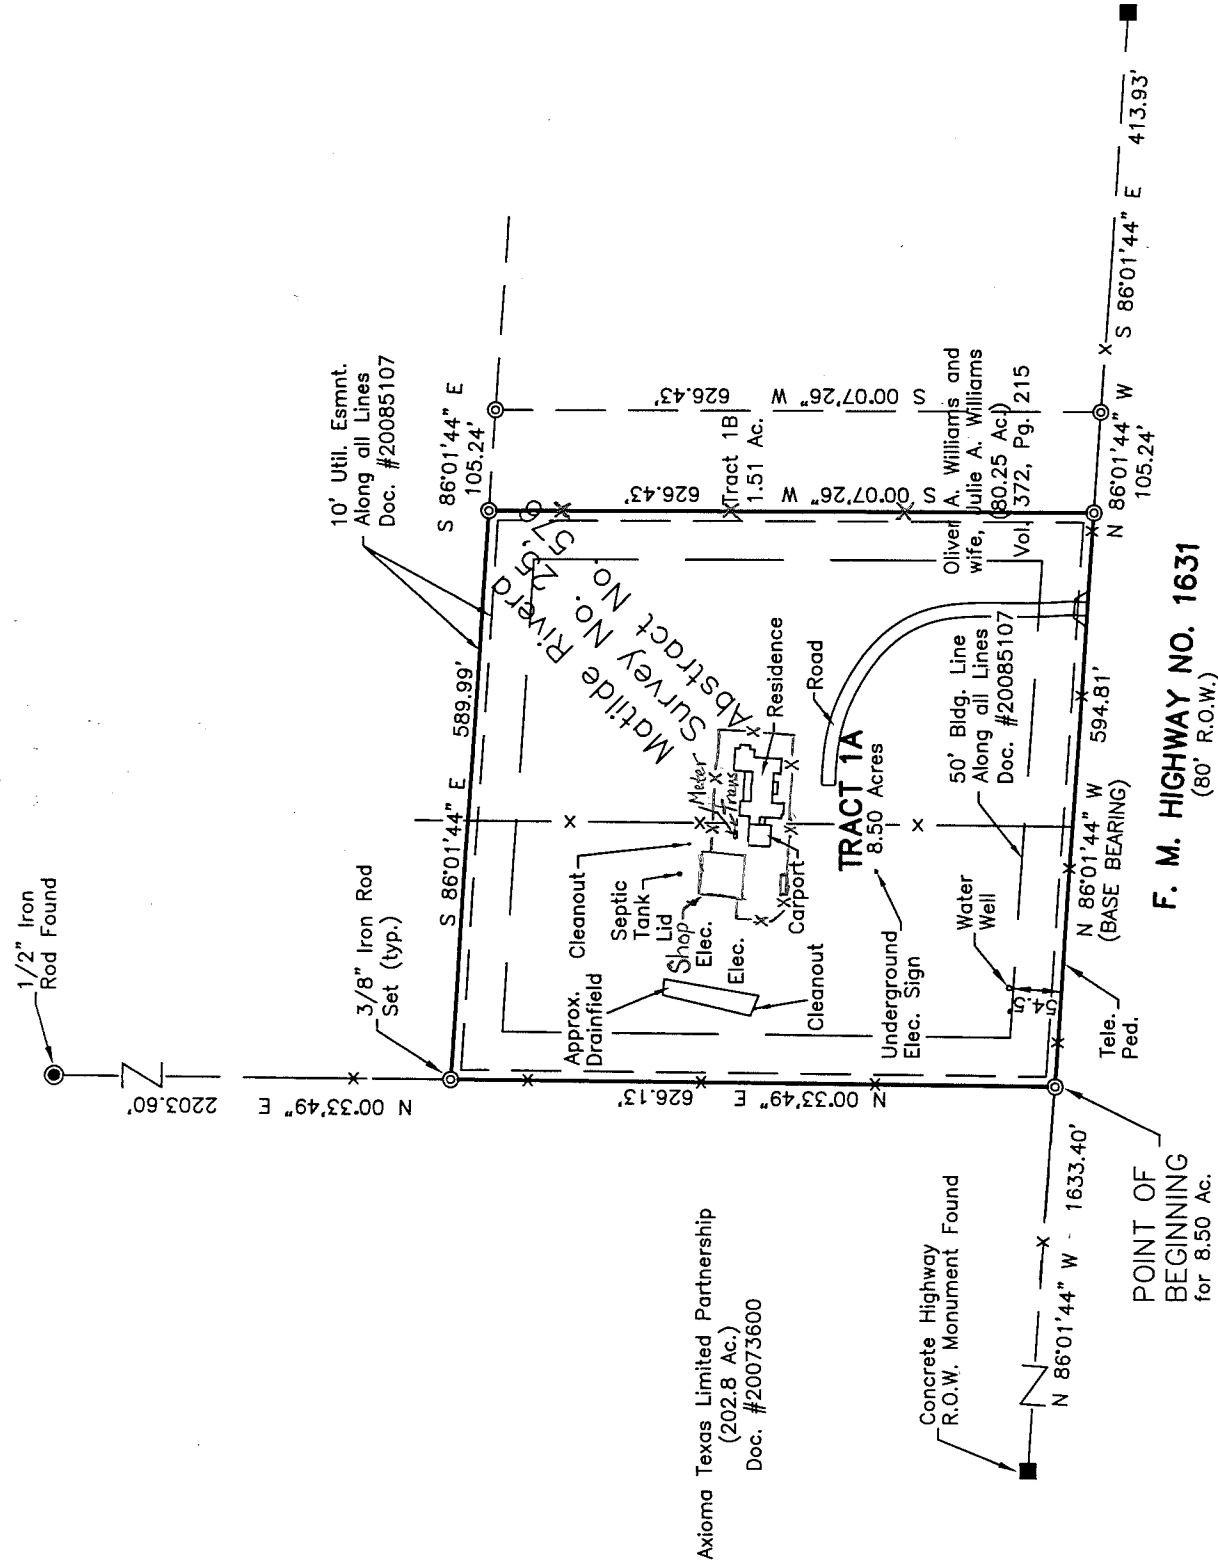 1/2" Iron
Rod Found
2203.60'
N 00°33'49" E
3/8" Iron Rod
Set (typ.)
S 86°01'44" E
589.99'
10' Util. Esmnt.
Along all Lines
Doc. #20085107
S 86°01'44" E
105.24'
Matilde Rivera
Survey No. 25,
Abstract No. 579
626.43'
S 00°07'26" W
Tract 1B
1.51 Ac.
626.43'
S 00°07'26" W
Oliver A. Williams and
wife, Julie A. Williams
(80.25 Ac.)
Vol. 372, Pg. 215
Cleanout
Septic
Tank
Lid
Shop
Elec.
Elec.
Meter
Trans
Residence
Road
Carport
Approx.
Drainfield
Cleanout
TRACT 1A
8.50 Acres
Underground
Elec. Sign
Water
Well
54.5'
50' Bldg. Line
Along all Lines
Doc. #20085107
626.13'
N 00°33'49" E
Tele.
Ped.
N 86°01'44" W
594.81'
(BASE BEARING)
N 86°01'44" W
105.24'
S 86°01'44" E
413.93'
F. M. HIGHWAY NO. 1631
(80' R.O.W.)
Axioma Texas Limited Partnership
(202.8 Ac.)
Doc. #20073600
Concrete Highway
R.O.W. Monument Found
N 86°01'44" W - 1633.40'
POINT OF
BEGINNING
for 8.50 Ac.